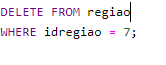 DELETE FROM regiao
WHERE idregiao = 7;